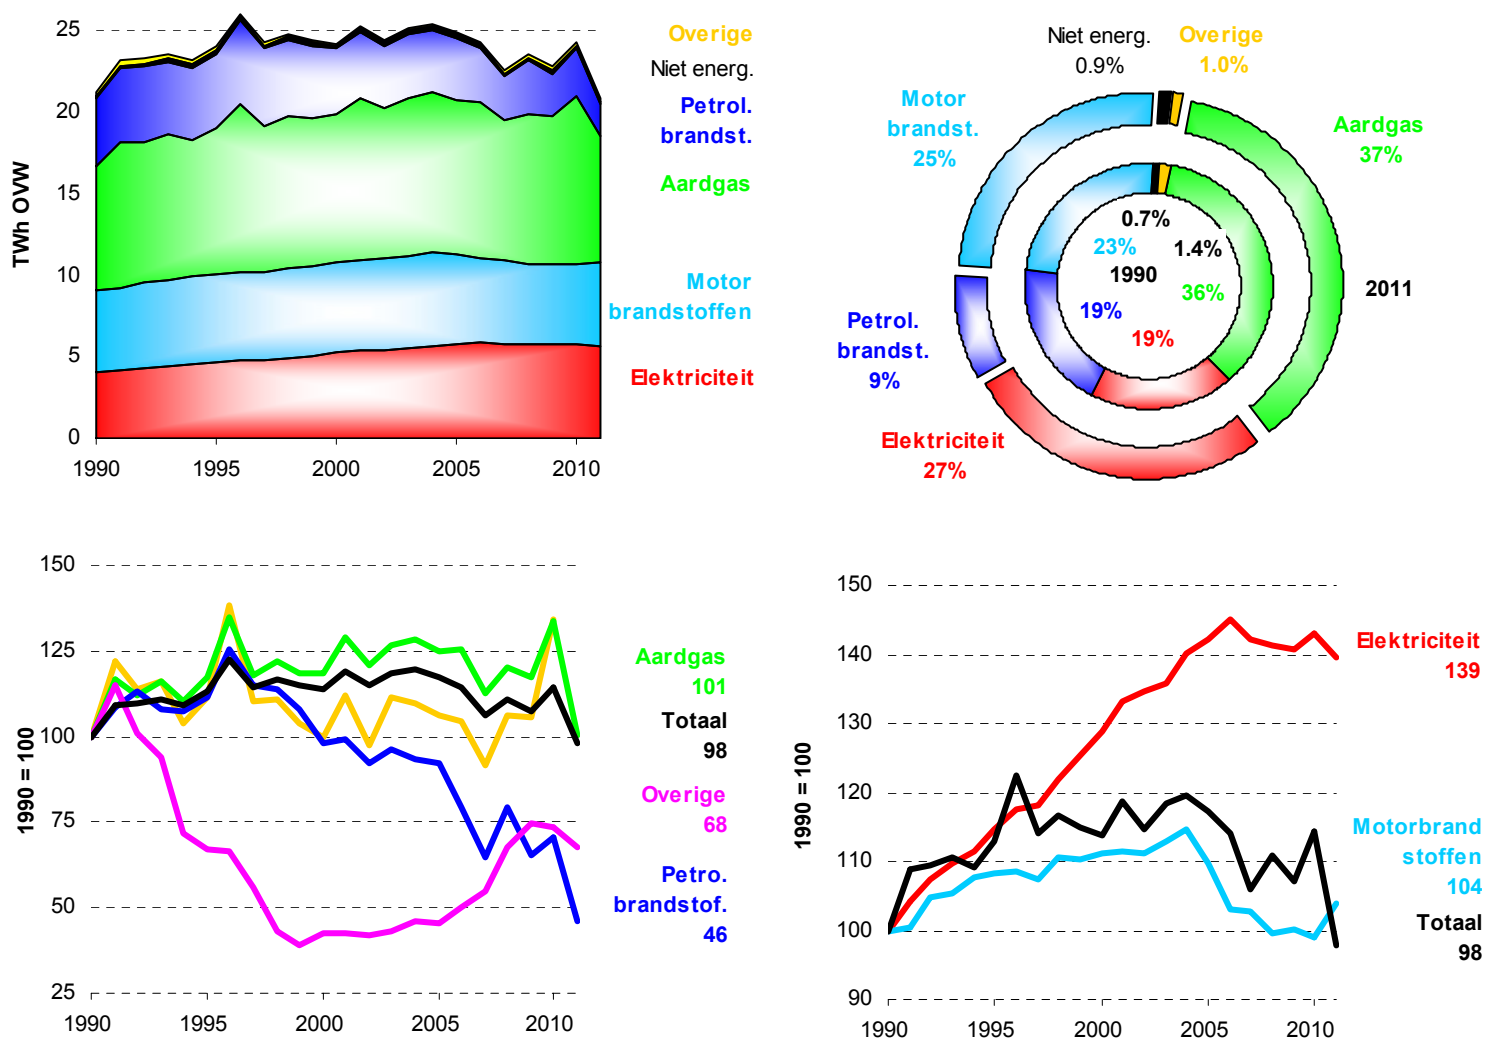 25
20
15
10
5
0
TWh OVW
1990
1995
2000
2005
2010
Overige
Niet energ.
Petrol.
brandst.
Aardgas
Motor
brandstoffen
Elektriciteit
Niet energ.
0.9%
Overige
1.0%
Motor
brandst.
25%
Aardgas
37%
0.7%
23%
1.4%
1990
36%
19%
19%
2011
Petrol.
brandst.
9%
Elektriciteit
27%
150
125
100
75
50
25
1990 = 100
1990
1995
2000
2005
2010
Aardgas
101
Totaal
98
Overige
68
Petro.
brandstof.
46
150
140
130
120
110
100
90
1990 = 100
1990
1995
2000
2005
2010
Elektriciteit
139
Motorbrand
stoffen
104
Totaal
98